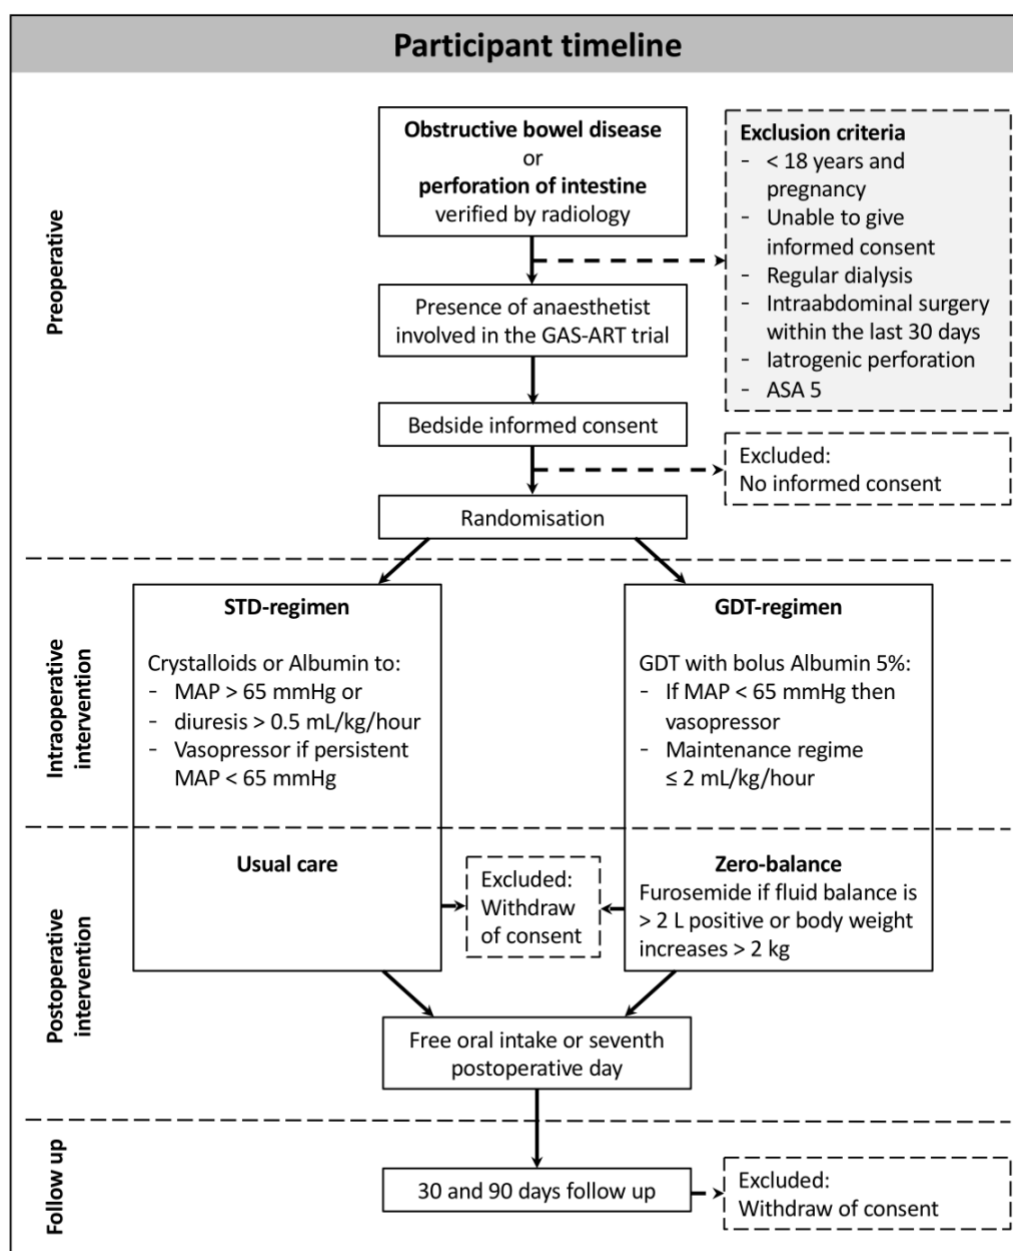 Participant timeline
Preoperative
Obstructive bowel disease
or
perforation of intestine
verified by radiology
Exclusion criteria
- < 18 years and
pregnancy
- Unable to give
informed consent
- Regular dialysis
- Intraabdominal surgery
within the last 30 days
- Iatrogenic perforation
- ASA 5
Presence of anaesthetist
involved in the GAS-ART trial
Bedside informed consent
Excluded:
No informed consent
Randomisation
Intraoperative
intervention
STD-regimen
Crystalloids or Albumin to:
- MAP > 65 mmHg or
- diuresis > 0.5 mL/kg/hour
- Vasopressor if persistent
MAP < 65 mmHg
GDT-regimen
GDT with bolus Albumin 5%:
- If MAP < 65 mmHg then
vasopressor
- Maintenance regime
≤ 2 mL/kg/hour
Postoperative
intervention
Usual care
Excluded:
Withdraw
of consent
Zero-balance
Furosemide if fluid balance is
> 2 L positive or body weight
increases > 2 kg
Free oral intake or seventh
postoperative day
Follow up
30 and 90 days follow up
Excluded:
Withdraw of consent